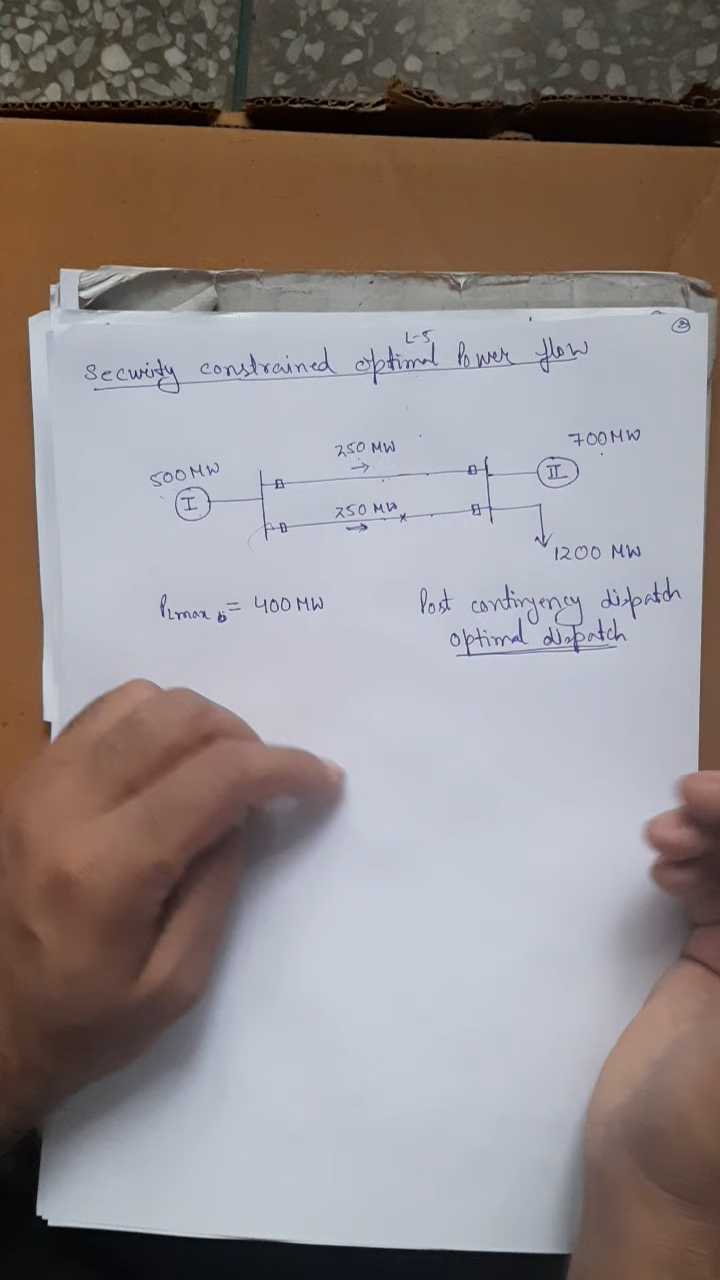 ②
L-5
Security constrained optimal Power flow
250 MW
700 MW
500 MW
I
II
250 MW
1200 MW
PLmax = 400 MW
Post contingency dispatch
optimal dispatch